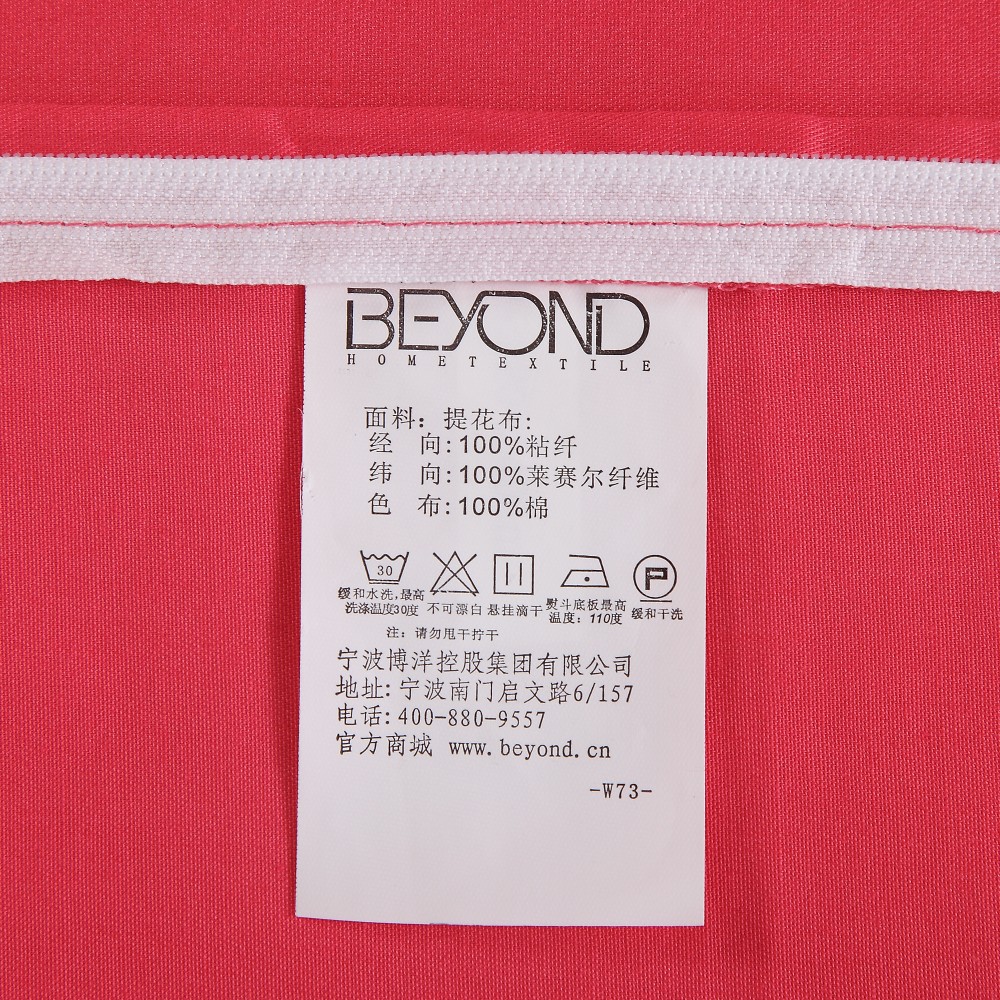 BEYOND
HOMETEXTILE
面料：提花布:
经 向:100%粘纤
纬 向:100%莱赛尔纤维
色 布:100%棉
30
P
缓和水洗,最高
洗涤温度30度
不可漂白
悬挂滴干
熨斗底板最高
温度：110度
缓和干洗
注：请勿甩干拧干
宁波博洋控股集团有限公司
地址:宁波南门启文路6/157
电话:400-880-9557
官方商城 www.beyond.cn
-W73-